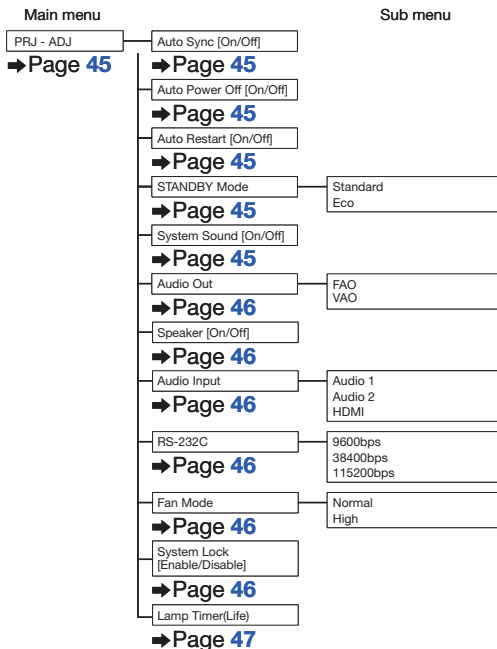 Main menu
Sub menu
PRJ - ADJ
➡Page 45
Auto Sync [On/Off]
➡Page 45
Auto Power Off [On/Off]
➡Page 45
Auto Restart [On/Off]
➡Page 45
STANDBY Mode
➡Page 45
Standard
Eco
System Sound [On/Off]
➡Page 45
Audio Out
➡Page 46
FAO
VAO
Speaker [On/Off]
➡Page 46
Audio Input
➡Page 46
Audio 1
Audio 2
HDMI
RS-232C
➡Page 46
9600bps
38400bps
115200bps
Fan Mode
➡Page 46
Normal
High
System Lock
[Enable/Disable]
➡Page 46
Lamp Timer(Life)
➡Page 47